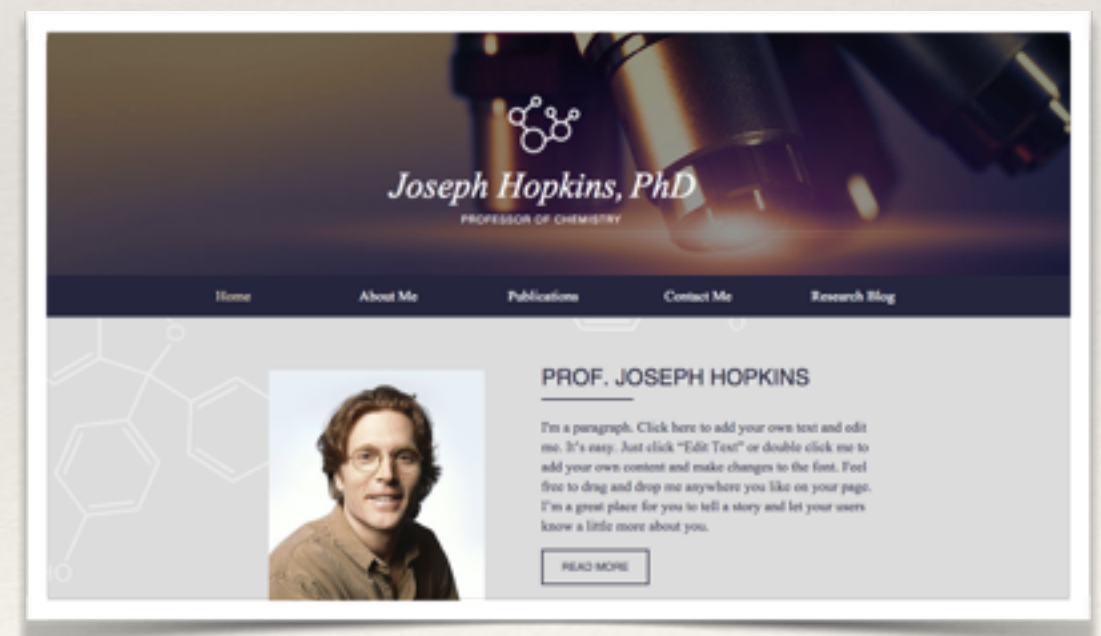 Joseph Hopkins, PhD
PROFESSOR OF CHEMISTRY
Home About Me Publications Contact Me Research Blog
PROF. JOSEPH HOPKINS
I'm a paragraph. Click here to add your own text and edit
me. It's easy. Just click “Edit Text” or double click me to
add your own content and make changes to the font. Feel
free to drag and drop me anywhere you like on your page.
I'm a great place for you to tell a story and let your users
know a little more about you.
READ MORE
HO